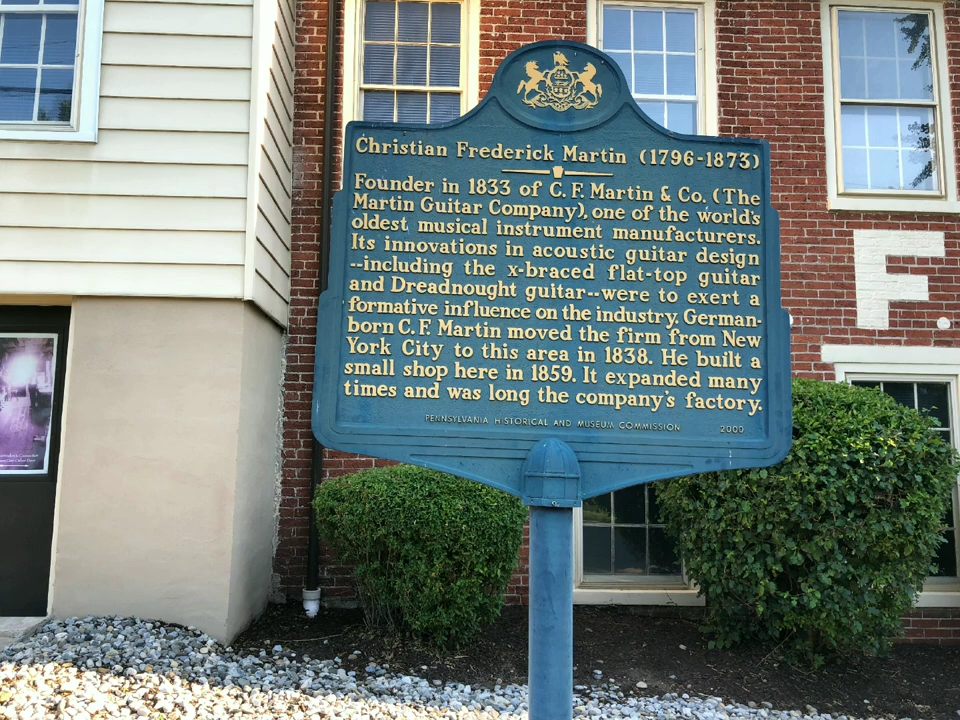 Christian Frederick Martin (1796-1873)
Founder in 1833 of C. F. Martin & Co. (The
Martin Guitar Company), one of the world's
oldest musical instrument manufacturers.
Its innovations in acoustic guitar design
--including the x-braced flat-top guitar
and Dreadnought guitar--were to exert a
formative influence on the industry. German-
born C. F. Martin moved the firm from New
York City to this area in 1838. He built a
small shop here in 1859. It expanded many
times and was long the company's factory.
PENNSYLVANIA HISTORICAL AND MUSEUM COMMISSION 2000
F